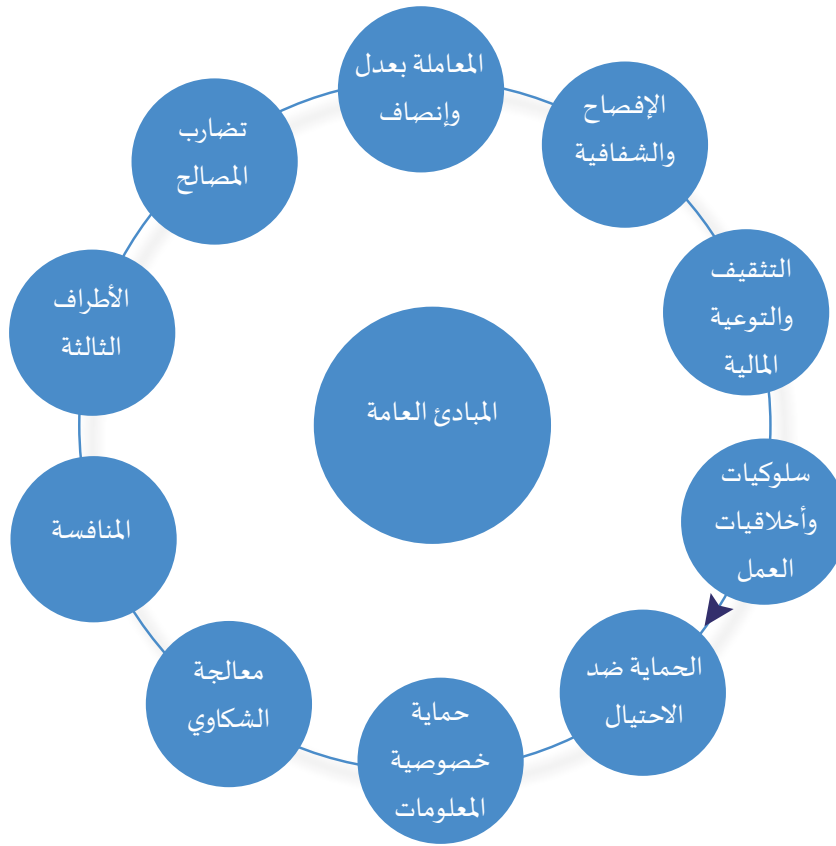 المعاملة بعدل
وإنصاف
الإفصاح
والشفافية
التثقيف
والتوعية
المالية
سلوكيات
وأخلاقيات
العمل
الحماية ضد
الاحتيال
حماية
خصوصية
المعلومات
معالجة
الشكاوي
المنافسة
الأطراف
الثالثة
تضارب
المصالح
المبادئ العامة